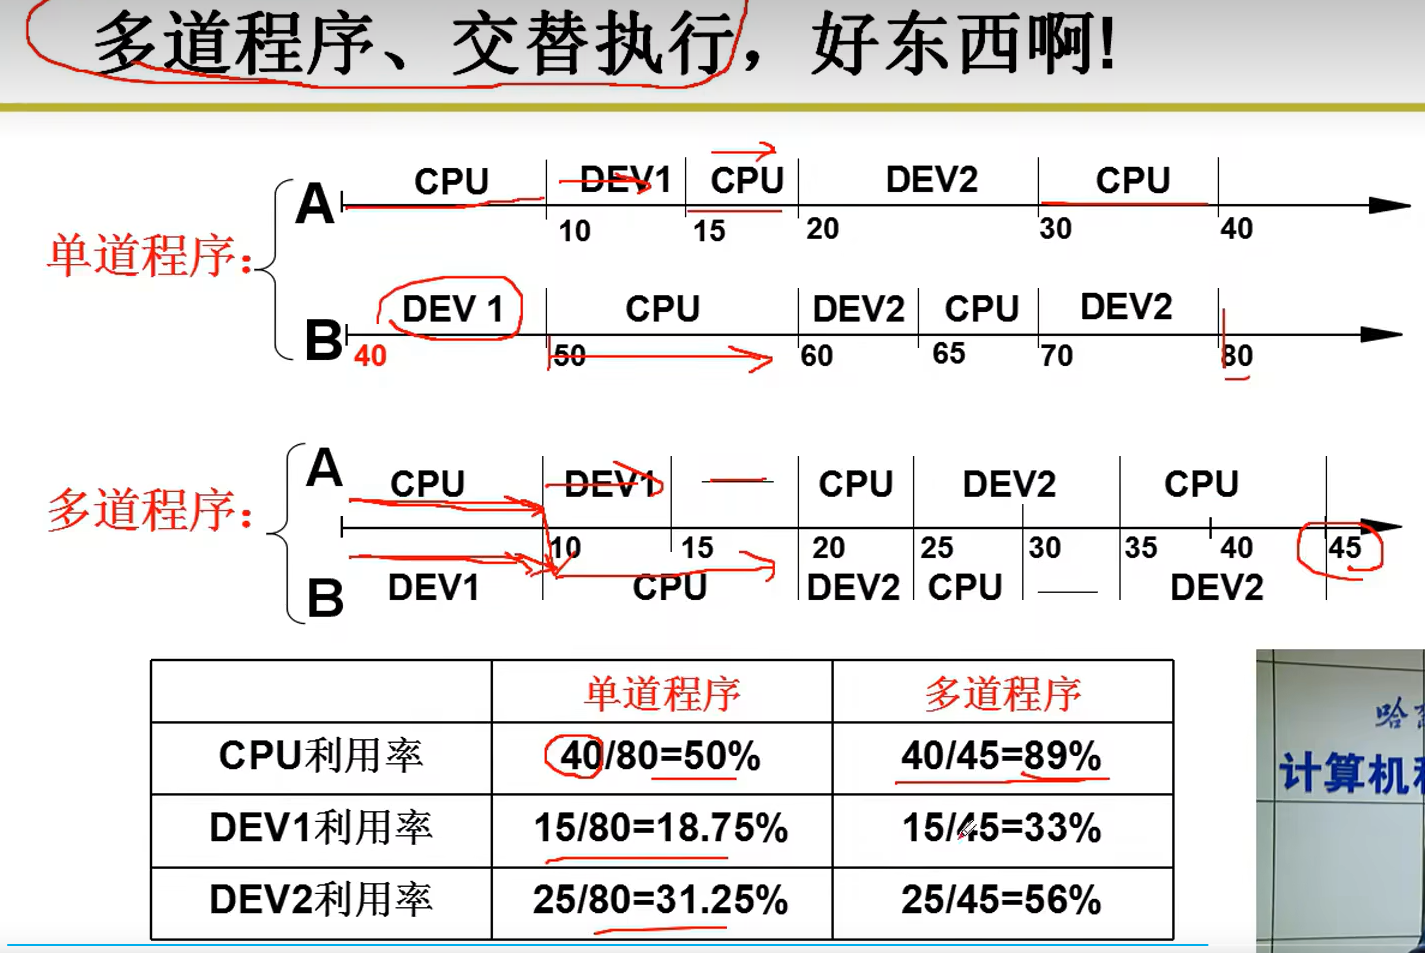 多道程序、交替执行，好东西啊!
CPU DEV1 CPU DEV2 CPU
A
10 15 20 30 40
单道程序：
DEV 1 CPU DEV2 CPU DEV2
B
40 50 60 65 70 80
A
CPU DEV1 CPU DEV2 CPU
多道程序：
10 15 20 25 30 35 40 45
B
DEV1 CPU DEV2 CPU DEV2
单道程序 多道程序
CPU利用率 40/80=50% 40/45=89%
DEV1利用率 15/80=18.75% 15/45=33%
DEV2利用率 25/80=31.25% 25/45=56%
哈
计算机